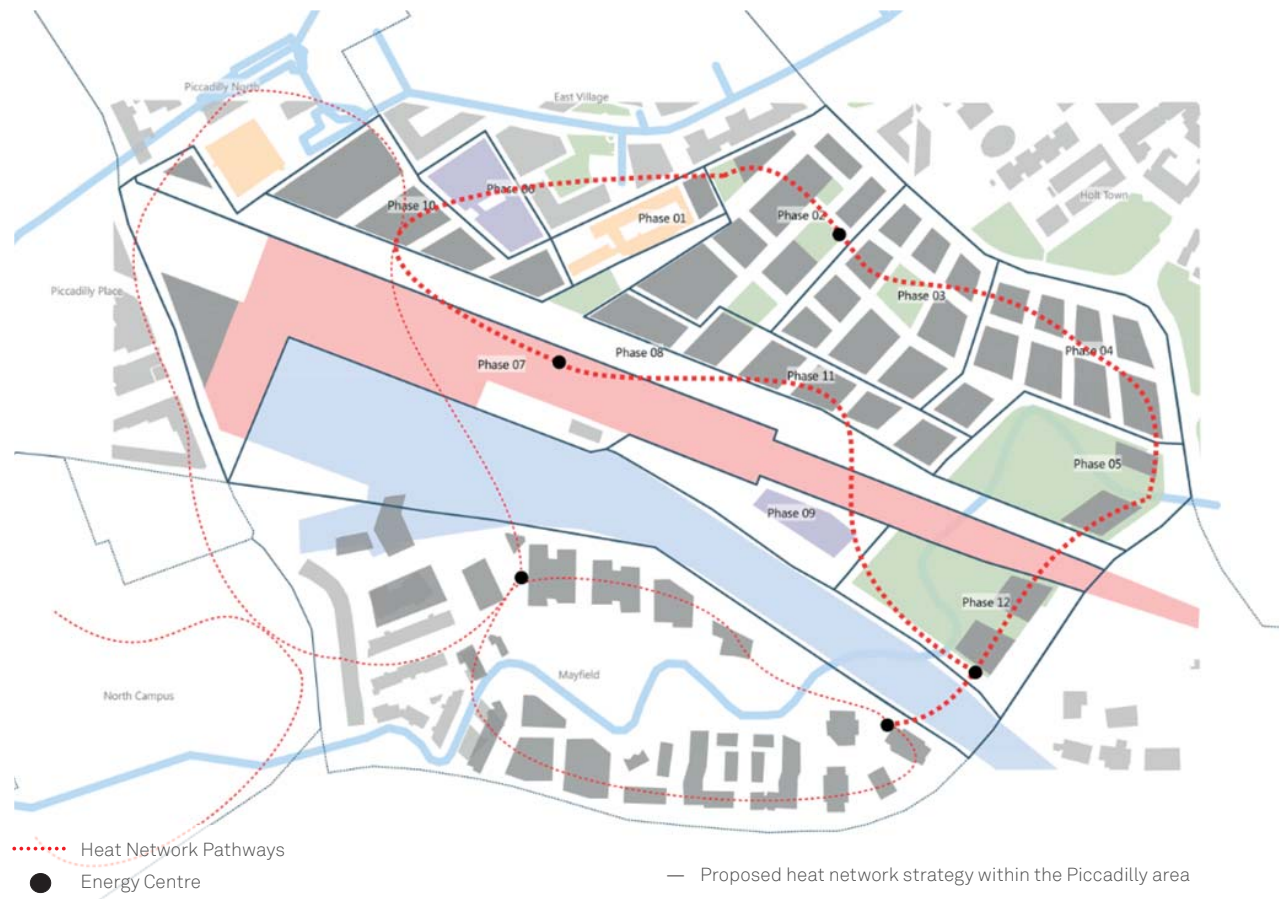 Piccadilly North
East Village
Holt Town
Phase 06
Phase 10
Phase 01
Phase 02
Piccadilly Place
Phase 03
Phase 04
Phase 08
Phase 07
Phase 11
Phase 05
Phase 09
Phase 12
Mayfield
North Campus
Heat Network Pathways
Energy Centre
— Proposed heat network strategy within the Piccadilly area